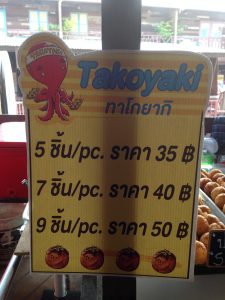 Takoyaki
ทาโกยากิ
5 ชิ้น/pc. ราคา 35 ฿
7 ชิ้น/pc. ราคา 40 ฿
9 ชิ้น/pc. ราคา 50 ฿